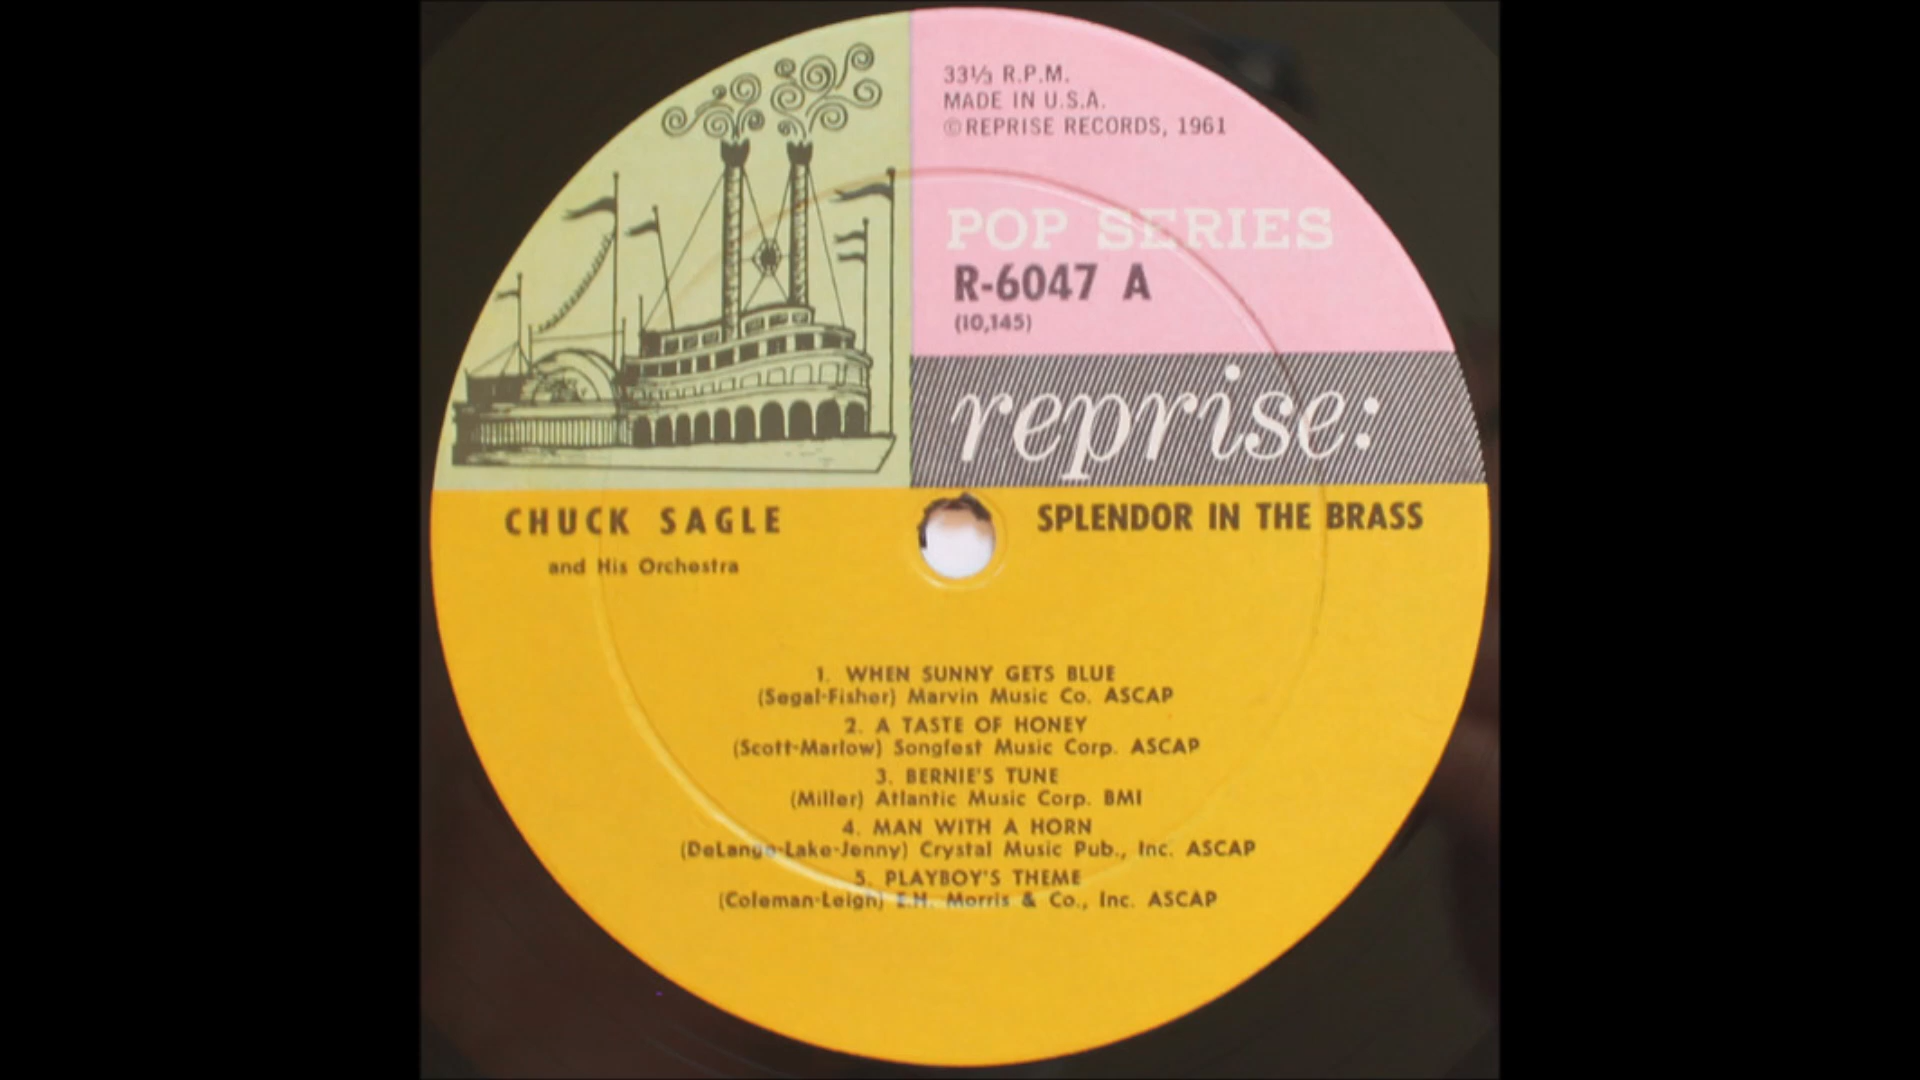 33⅓ R.P.M.
MADE IN U.S.A.
©REPRISE RECORDS, 1961
POP SERIES
R-6047 A
(10,145)
reprise:
CHUCK SAGLE
and His Orchestra
SPLENDOR IN THE BRASS
1. WHEN SUNNY GETS BLUE
(Segal-Fisher) Marvin Music Co. ASCAP
2. A TASTE OF HONEY
(Scott-Marlow) Songfest Music Corp. ASCAP
3. BERNIE'S TUNE
(Miller) Atlantic Music Corp. BMI
4. MAN WITH A HORN
(DeLange-Lake-Jenny) Crystal Music Pub., Inc. ASCAP
5. PLAYBOY'S THEME
(Coleman-Leigh) E.H. Morris & Co., Inc. ASCAP